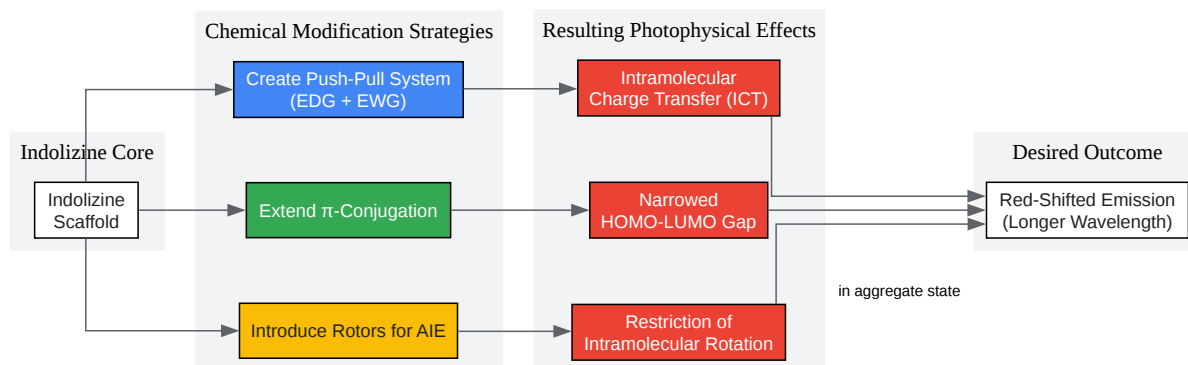 Chemical Modification Strategies
Resulting Photophysical Effects
Create Push-Pull System
(EDG + EWG)
Intramolecular
Charge Transfer (ICT)
Indolizine Core
Desired Outcome
Indolizine
Scaffold
Extend π-Conjugation
Narrowed
HOMO-LUMO Gap
Red-Shifted Emission
(Longer Wavelength)
in aggregate state
Introduce Rotors for AIE
Restriction of
Intramolecular Rotation